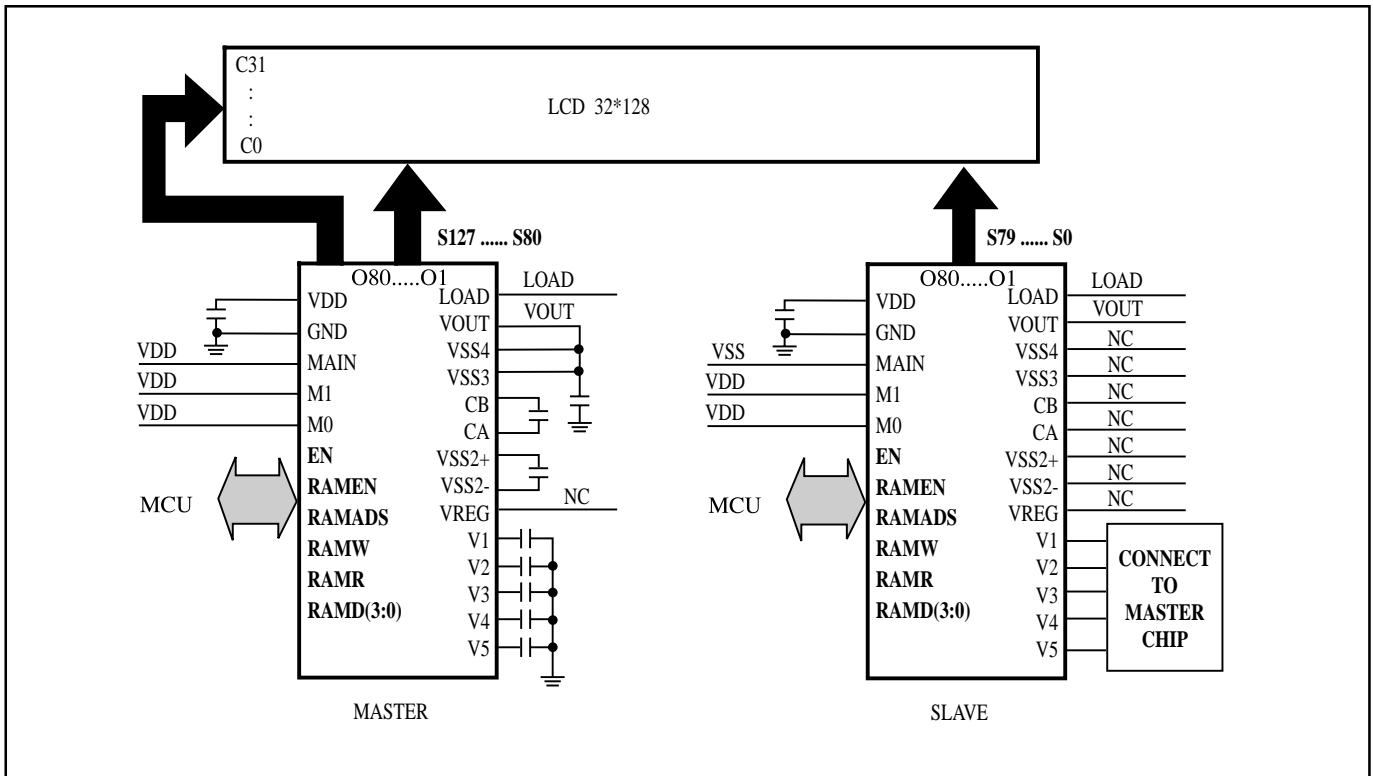 C31
:
:
C0
LCD 32*128
S127 ...... S80
O80.....O1
VDD
GND
MAIN
M1
M0
EN
RAMEN
RAMADS
RAMW
RAMR
RAMD(3:0)
VDD
VDD
VDD
MCU
LOAD
VOUT
VSS4
VSS3
CB
CA
VSS2+
VSS2-
VREG
V1
V2
V3
V4
V5
LOAD
VOUT
NC
MASTER
S79 ...... S0
O80.....O1
VDD
GND
MAIN
M1
M0
EN
RAMEN
RAMADS
RAMW
RAMR
RAMD(3:0)
VSS
VDD
VDD
MCU
LOAD
VOUT
VSS4
VSS3
CB
CA
VSS2+
VSS2-
VREG
V1
V2
V3
V4
V5
LOAD
VOUT
NC
NC
NC
NC
NC
NC
NC
CONNECT
TO
MASTER
CHIP
SLAVE